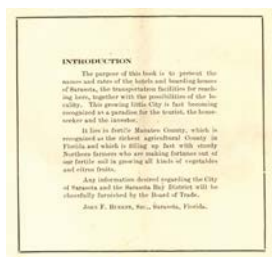 INTRODUCTION
The purpose of this book is to present the
names and rates of the hotels and boarding houses
of Sarasota, the transportation facilities for reach-
ing here, together with the possibilities of the lo-
cality. This growing little City is fast becoming
recognized as a paradise for the tourist, the home-
seeker and the investor.
It lies in fertile Manatee County, which is
recognized as the richest agricultural County in
Florida and which is filling up fast with sturdy
Northern farmers who are making fortunes out of
our fertile soil in growing all kinds of vegetables
and citrus fruits.
Any information desired regarding the City
of Sarasota and the Sarasota Bay District will be
cheerfully furnished by the Board of Trade.
John F. Sec., Sarasota, Florida.